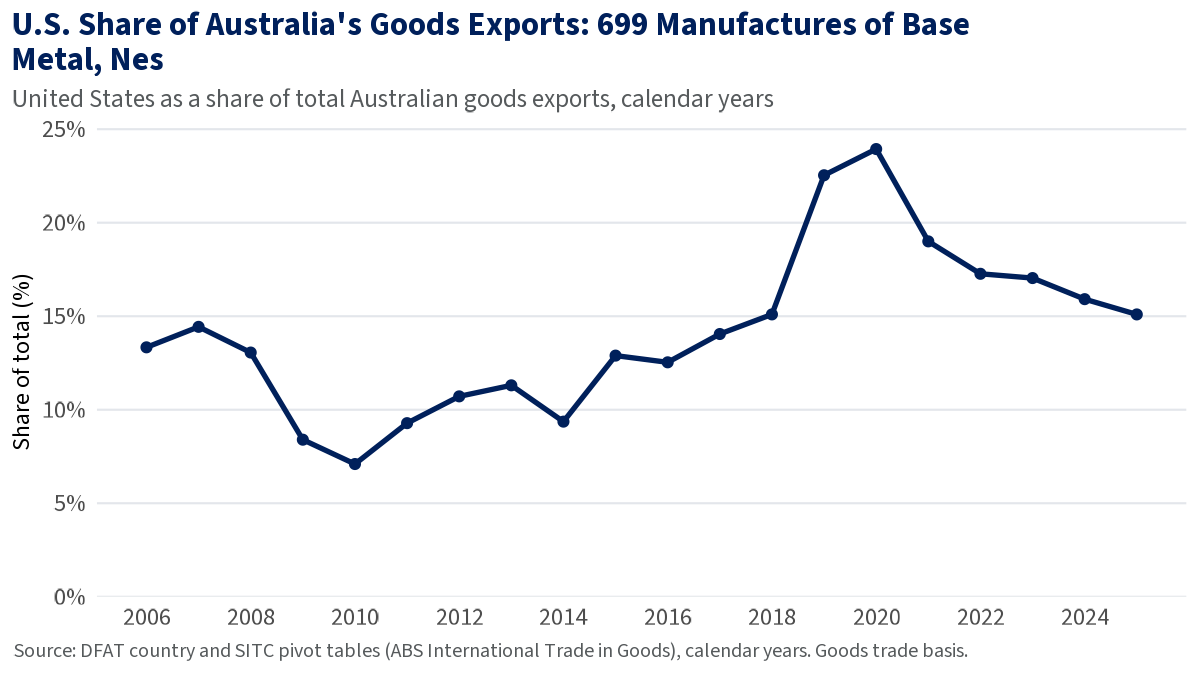 U.S. Share of Australia's Goods Exports: 699 Manufactures of Base
Metal, Nes
United States as a share of total Australian goods exports, calendar years
25%
20%
15%
10%
5%
0%
Share of total (%)
2006 2008 2010 2012 2014 2016 2018 2020 2022 2024
Source: DFAT country and SITC pivot tables (ABS International Trade in Goods), calendar years. Goods trade basis.